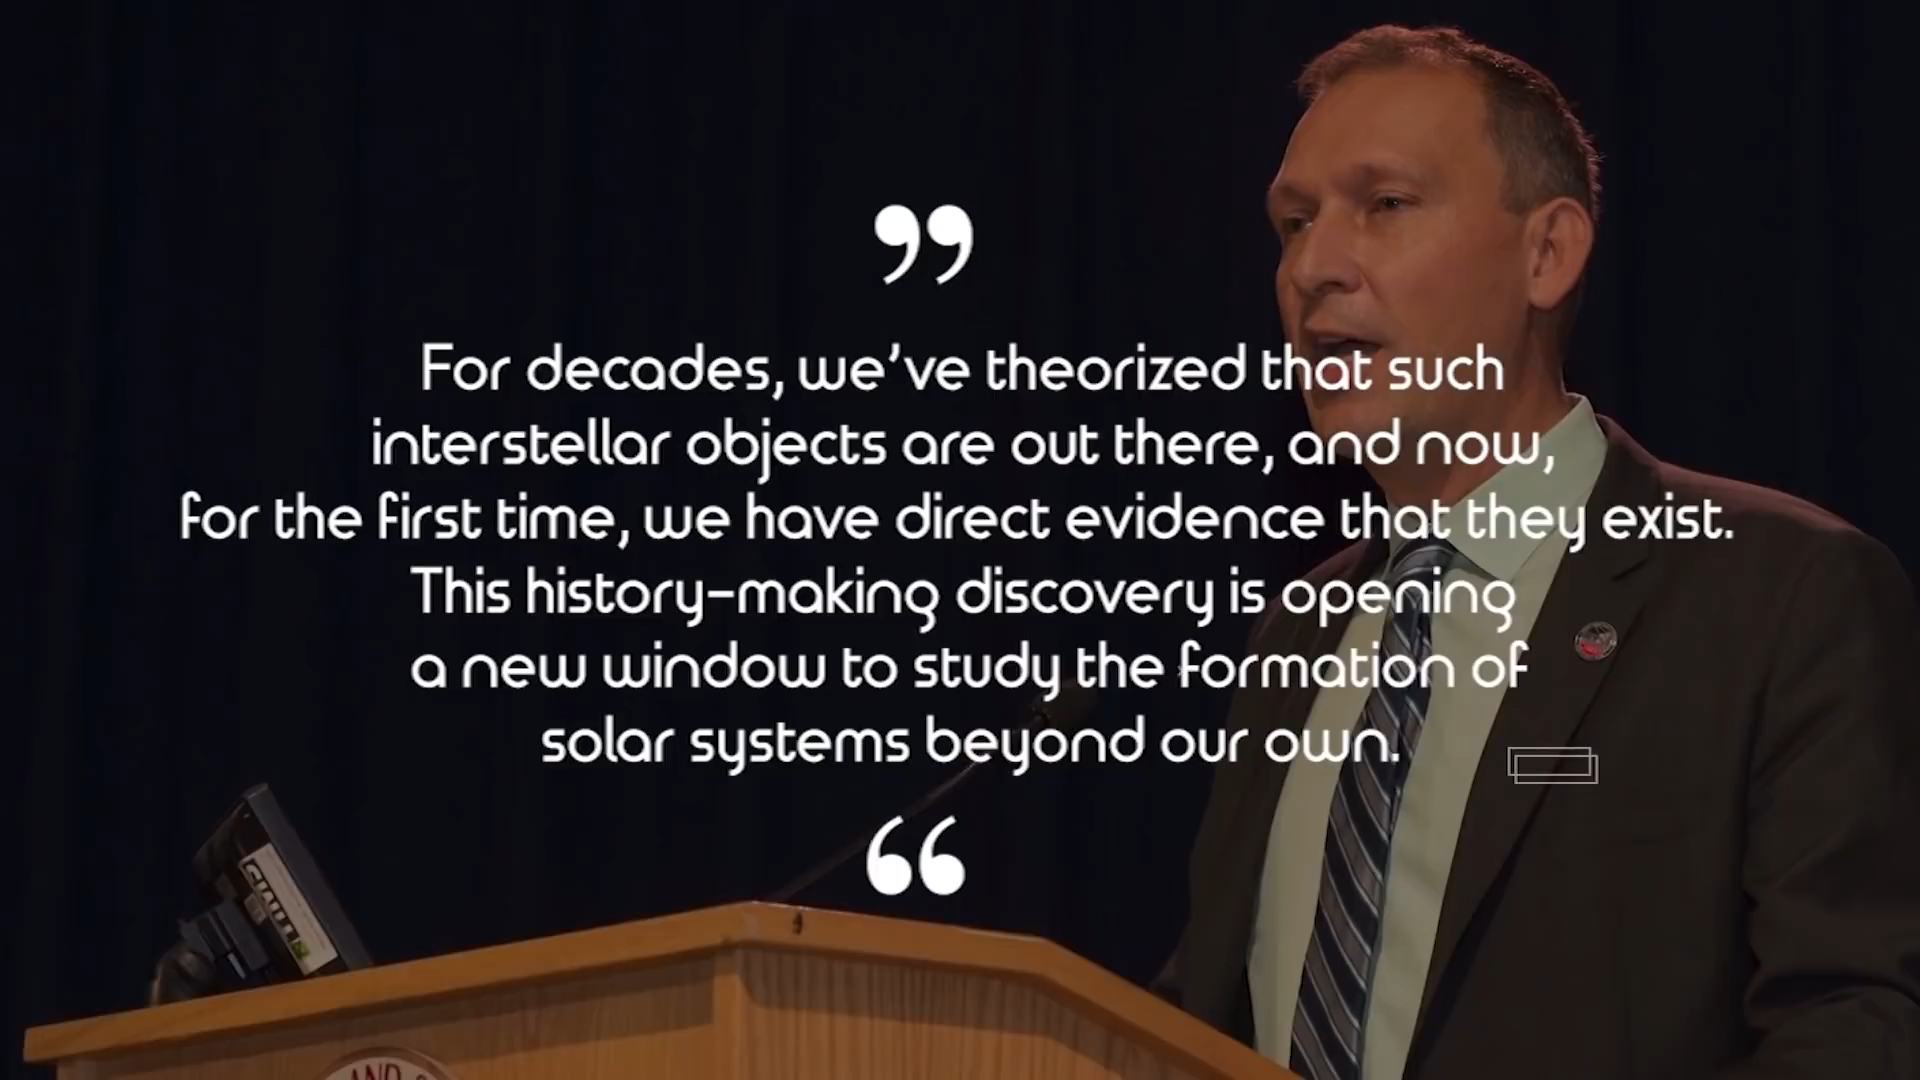 ”
For decades, we’ve theorized that such
interstellar objects are out there, and now,
for the first time, we have direct evidence that they exist.
This history-making discovery is opening
a new window to study the formation of
solar systems beyond our own.
“
AND